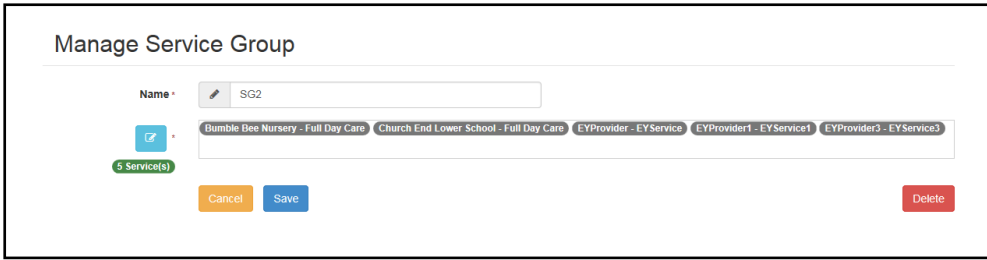 Manage Service Group
Name * SG2
* Bumble Bee Nursery - Full Day Care Church End Lower School - Full Day Care EYProvider - EYService EYProvider1 - EYService1 EYProvider3 - EYService3
5 Service(s)
Cancel Save Delete